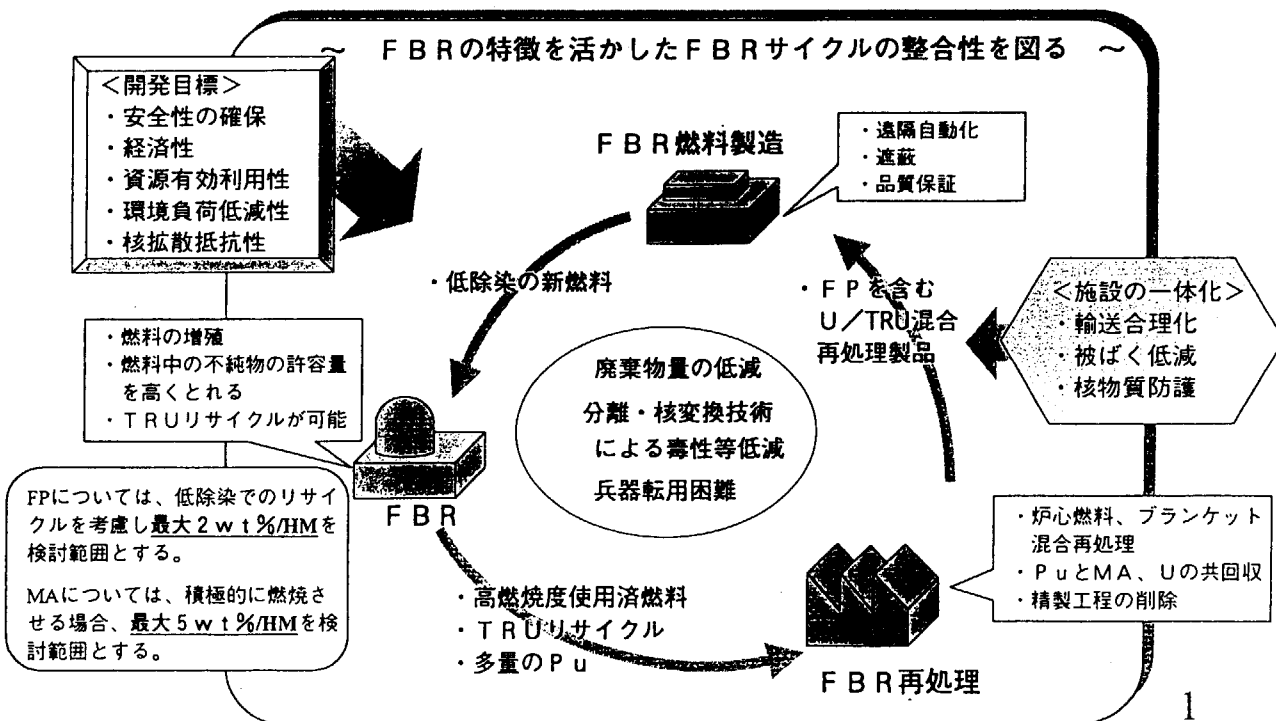 ～ ＦＢＲの特徴を活かしたＦＢＲサイクルの整合性を図る ～
＜開発目標＞
・安全性の確保
・経済性
・資源有効利用性
・環境負荷低減性
・核拡散抵抗性
ＦＢＲ燃料製造
・遠隔自動化
・遮蔽
・品質保証
・低除染の新燃料
・ＦＰを含む
Ｕ／TRU混合
再処理製品
＜施設の一体化＞
・輸送合理化
・被ばく低減
・核物質防護
・燃料の増殖
・燃料中の不純物の許容量
を高くとれる
・ＴＲＵリサイクルが可能
廃棄物量の低減
分離・核変換技術
による毒性等低減
兵器転用困難
ＦＢＲ
FPについては、低除染でのリサイ
クルを考慮し最大２ｗｔ％/HMを
検討範囲とする。
MAについては、積極的に燃焼さ
せる場合、最大５ｗｔ％/HMを検
討範囲とする。
・高燃焼度使用済燃料
・ＴＲＵリサイクル
・多量のＰｕ
・炉心燃料、ブランケット
混合再処理
・ＰｕとＭＡ、Ｕの共回収
・精製工程の削除
ＦＢＲ再処理
1